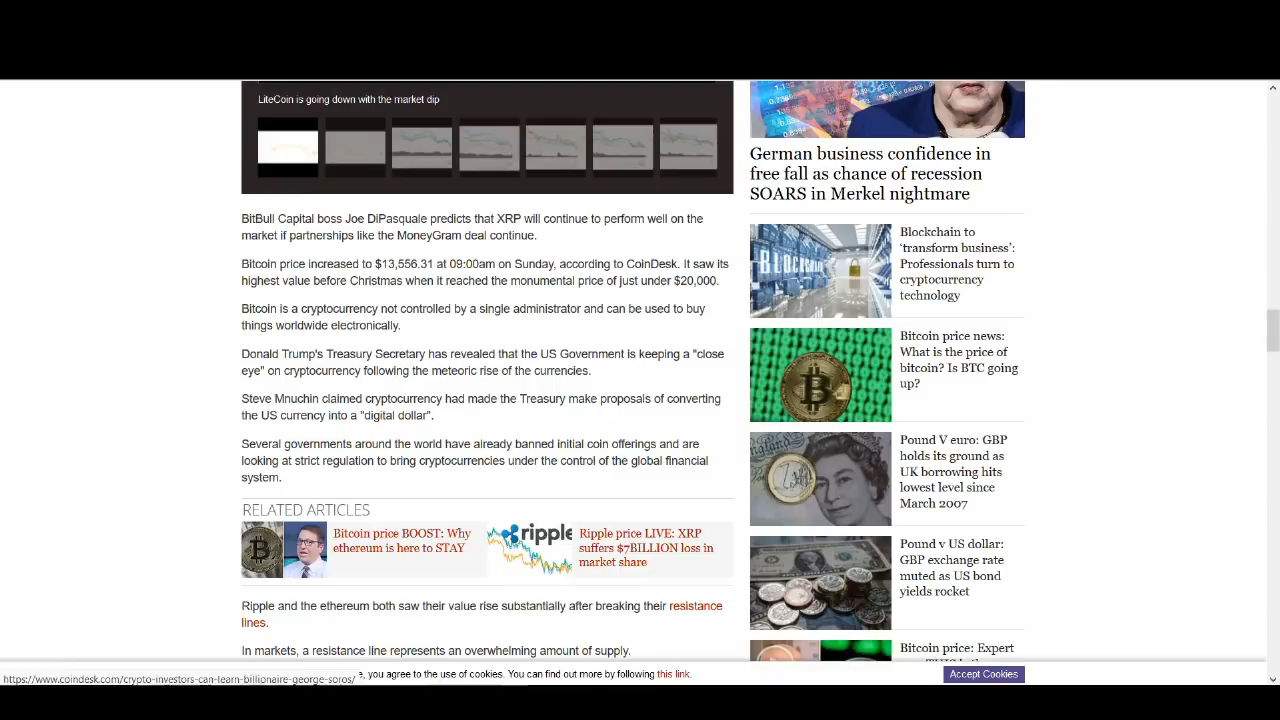 LiteCoin is going down with the market dip
BitBull Capital boss Joe DiPasquale predicts that XRP will continue to perform well on the
market if partnerships like the MoneyGram deal continue.
Bitcoin price increased to $13,556.31 at 09:00am on Sunday, according to CoinDesk. It saw its
highest value before Christmas when it reached the monumental price of just under $20,000.
Bitcoin is a cryptocurrency not controlled by a single administrator and can be used to buy
things worldwide electronically.
Donald Trump's Treasury Secretary has revealed that the US Government is keeping a "close
eye" on cryptocurrency following the meteoric rise of the currencies.
Steve Mnuchin claimed cryptocurrency had made the Treasury make proposals of converting
the US currency into a "digital dollar".
Several governments around the world have already banned initial coin offerings and are
looking at strict regulation to bring cryptocurrencies under the control of the global financial
system.
RELATED ARTICLES
Bitcoin price BOOST: Why
ethereum is here to STAY
ripple
Ripple price LIVE: XRP
suffers $7BILLION loss in
market share
Ripple and the ethereum both saw their value rise substantially after breaking their resistance
lines.
In markets, a resistance line represents an overwhelming amount of supply.
German business confidence in
free fall as chance of recession
SOARS in Merkel nightmare
BLOCKCHAIN
Blockchain to
‘transform business’:
Professionals turn to
cryptocurrency
technology
Bitcoin price news:
What is the price of
bitcoin? Is BTC going
up?
Pound V euro: GBP
holds its ground as
UK borrowing hits
lowest level since
March 2007
Pound v US dollar:
GBP exchange rate
muted as US bond
yields rocket
Bitcoin price: Expert
, you agree to the use of cookies. You can find out more by following this link.
Accept Cookies
https://www.coindesk.com/crypto-investors-can-learn-billionaire-george-soros/